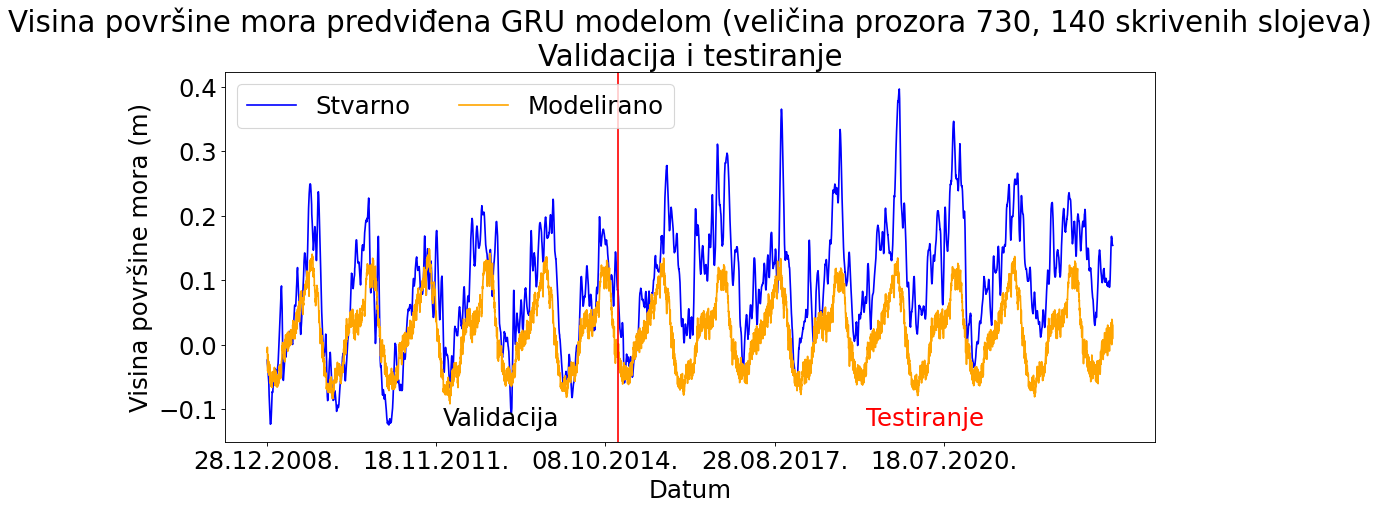 Visina površine mora predviđena GRU modelom (veličina prozora 730, 140 skrivenih slojeva)
Validacija i testiranje
Stvarno
Modelirano
Visina površine mora (m)
0.4
0.3
0.2
0.1
0.0
−0.1
Validacija
Testiranje
28.12.2008.
18.11.2011.
08.10.2014.
28.08.2017.
18.07.2020.
Datum